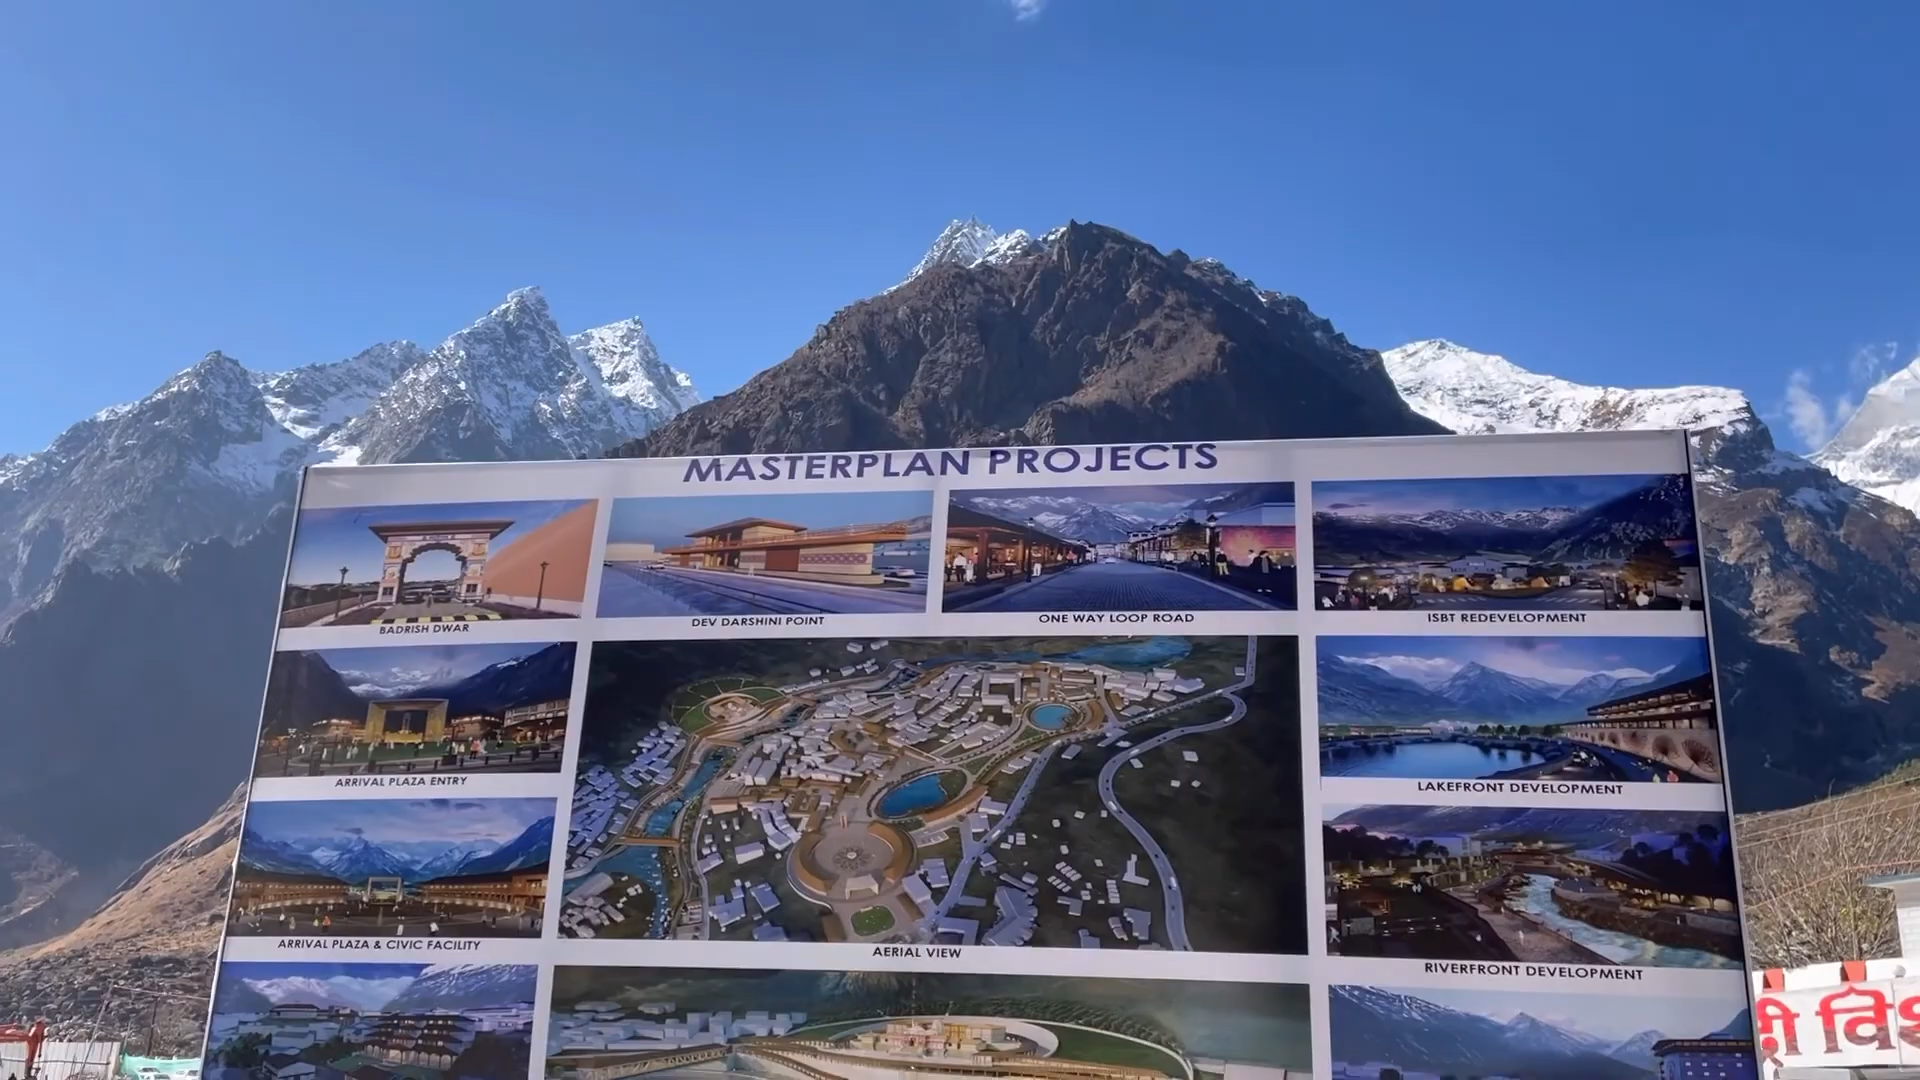 MASTERPLAN PROJECTS
BADRISH DWAR
DEV DARSHINI POINT
ONE WAY LOOP ROAD
ISBT REDEVELOPMENT
ARRIVAL PLAZA ENTRY
LAKEFRONT DEVELOPMENT
ARRIVAL PLAZA & CIVIC FACILITY
AERIAL VIEW
RIVERFRONT DEVELOPMENT